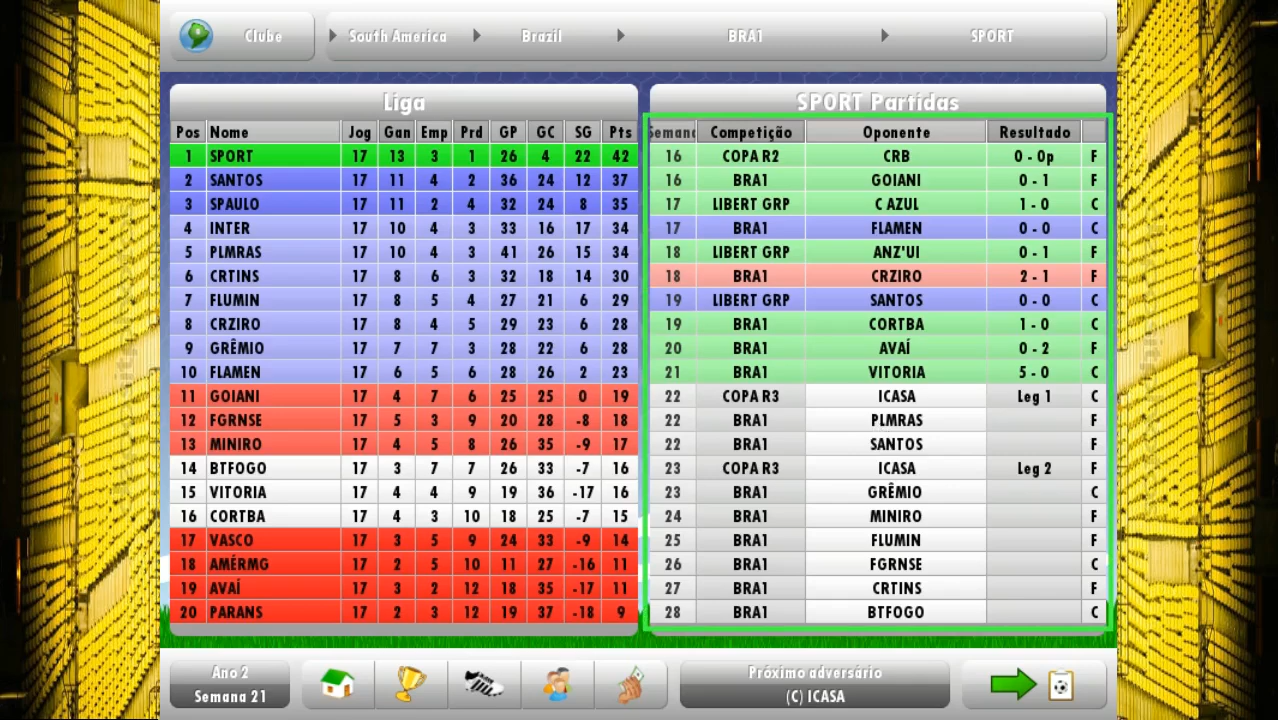 Clube South America Brazil BRA1 SPORT
Liga
Pos Nome Jog Gan Emp Prd GP GC SG Pts
1 SPORT 17 13 3 1 26 4 22 42
2 SANTOS 17 11 4 2 36 24 12 37
3 SPAULO 17 11 2 4 32 24 8 35
4 INTER 17 10 4 3 33 16 17 34
5 PLMRAS 17 10 4 3 41 26 15 34
6 CRTINS 17 8 6 3 32 18 14 30
7 FLUMIN 17 8 5 4 27 21 6 29
8 CRZIRO 17 8 4 5 29 23 6 28
9 GRÊMIO 17 7 7 3 28 22 6 28
10 FLAMEN 17 6 5 6 28 26 2 23
11 GOIANI 17 4 7 6 25 25 0 19
12 FGRNSE 17 5 3 9 20 28 -8 18
13 MINIRO 17 4 5 8 26 35 -9 17
14 BTFOGO 17 3 7 7 26 33 -7 16
15 VITORIA 17 4 4 9 19 36 -17 16
16 CORTBA 17 4 3 10 18 25 -7 15
17 VASCO 17 3 5 9 24 33 -9 14
18 AMÉRMG 17 2 5 10 11 27 -16 11
19 AVAÍ 17 3 2 12 18 35 -17 11
20 PARANS 17 2 3 12 19 37 -18 9
SPORT Partidas
Semana Competição Oponente Resultado
16 COPA R2 CRB 0 - 0p F
16 BRA1 GOIANI 0 - 1 F
17 LIBERT GRP C AZUL 1 - 0 C
17 BRA1 FLAMEN 0 - 0 C
18 LIBERT GRP ANZ'UI 0 - 1 F
18 BRA1 CRZIRO 2 - 1 F
19 LIBERT GRP SANTOS 0 - 0 C
19 BRA1 CORTBA 1 - 0 C
20 BRA1 AVAÍ 0 - 2 F
21 BRA1 VITORIA 5 - 0 C
22 COPA R3 ICASA Leg 1 C
22 BRA1 PLMRAS F
22 BRA1 SANTOS F
23 COPA R3 ICASA Leg 2 F
23 BRA1 GRÊMIO C
24 BRA1 MINIRO F
25 BRA1 FLUMIN F
26 BRA1 FGRNSE C
27 BRA1 CRTINS F
28 BRA1 BTFOGO C
Ano 2
Semana 21
Próximo adversário
(C) ICASA